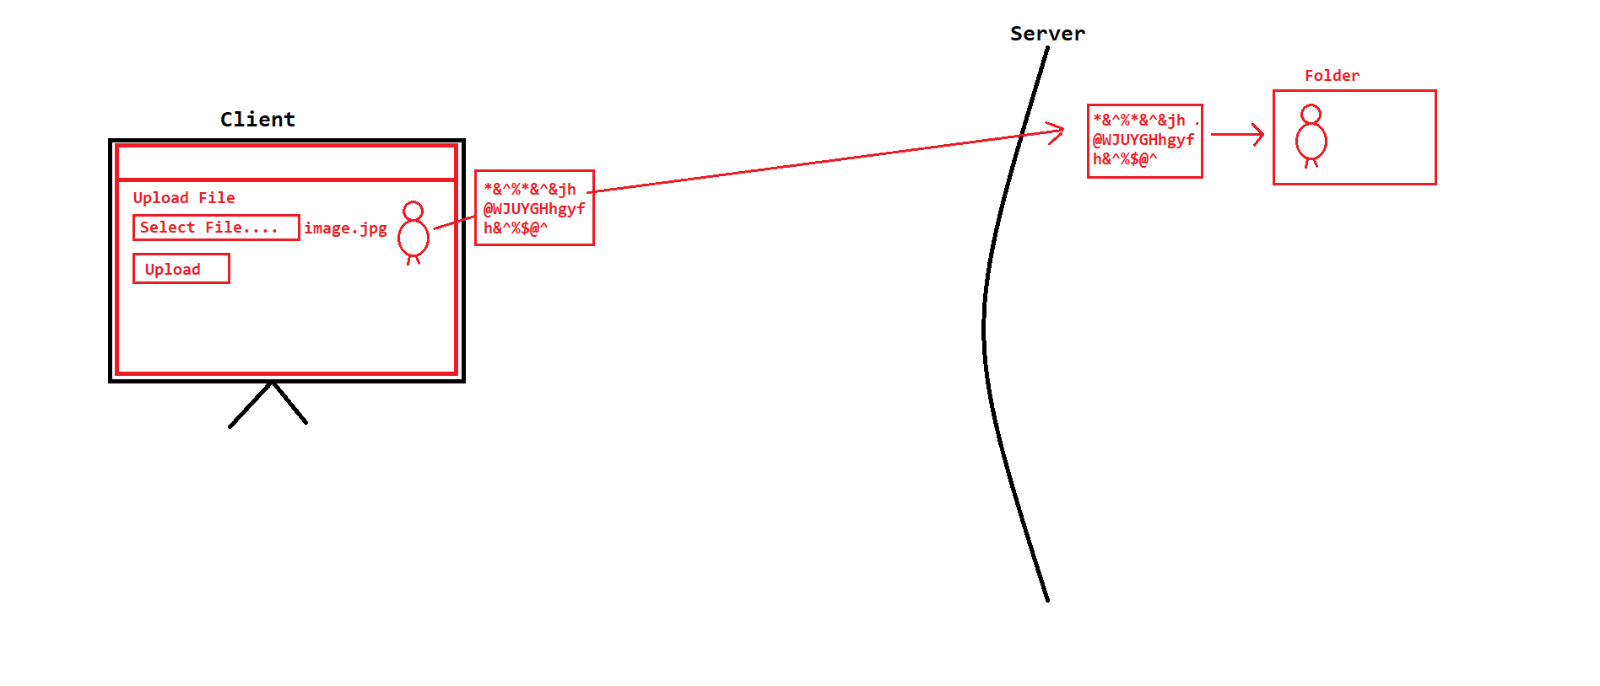 Server
Folder
Client
Upload File
Select File....
image.jpg
Upload
*&^%*&^&jh
@WJUYGHhgyf
h&^%$@^
*&^%*&^&jh .
@WJUYGHhgyf
h&^%$@^